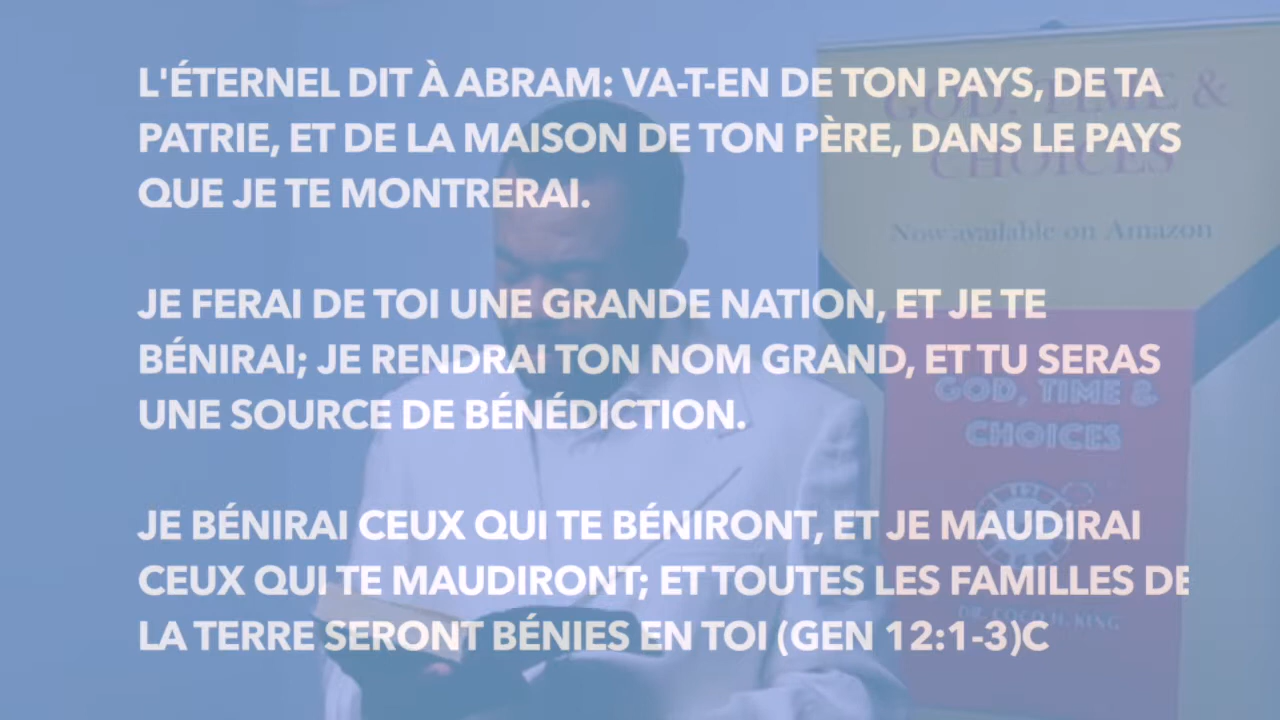 L'ÉTERNEL DIT À ABRAM: VA-T-EN DE TON PAYS, DE TA
PATRIE, ET DE LA MAISON DE TON PÈRE, DANS LE PAYS
QUE JE TE MONTRERAI.
JE FERAI DE TOI UNE GRANDE NATION, ET JE TE
BÉNIRAI; JE RENDRAI TON NOM GRAND, ET TU SERAS
UNE SOURCE DE BÉNÉDICTION.
JE BÉNIRAI CEUX QUI TE BÉNIRONT, ET JE MAUDIRAI
CEUX QUI TE MAUDIRONT; ET TOUTES LES FAMILLES DE
LA TERRE SERONT BÉNIES EN TOI (GEN 12:1-3)C
GOD, TIME &
CHOICES
Now available on Amazon
GOD, TIME &
CHOICES
DR. COCO H. KING